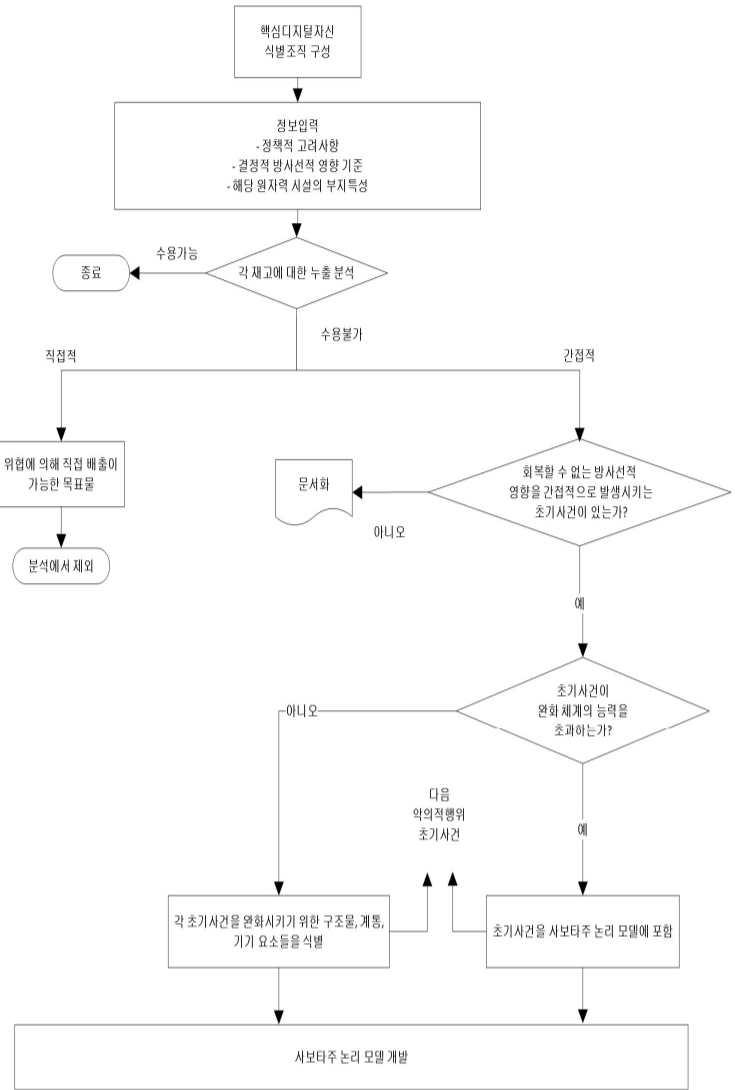 핵심디지털자신
식별조직 구성
정보입력
- 정책적 고려사항
- 결정적 방사선적 영향 기준
- 해당 원자력 시설의 부지특성
수용가능
종료
각 재고에 대한 누출 분석
수용불가
직접적
간접적
위협에 의해 직접 배출이
가능한 목표물
분석에서 제외
문서화
아니오
회복할 수 없는 방사선적
영향을 간접적으로 발생시키는
초기사건이 있는가?
예
초기사건이
완화 체계의 능력을
초과하는가?
아니오
다음
악의적행위
초기사건
예
각 초기사건을 완화시키기 위한 구조물, 계통,
기기 요소들을 식별
초기사건을 사보타주 논리 모델에 포함
사보타주 논리 모델 개발